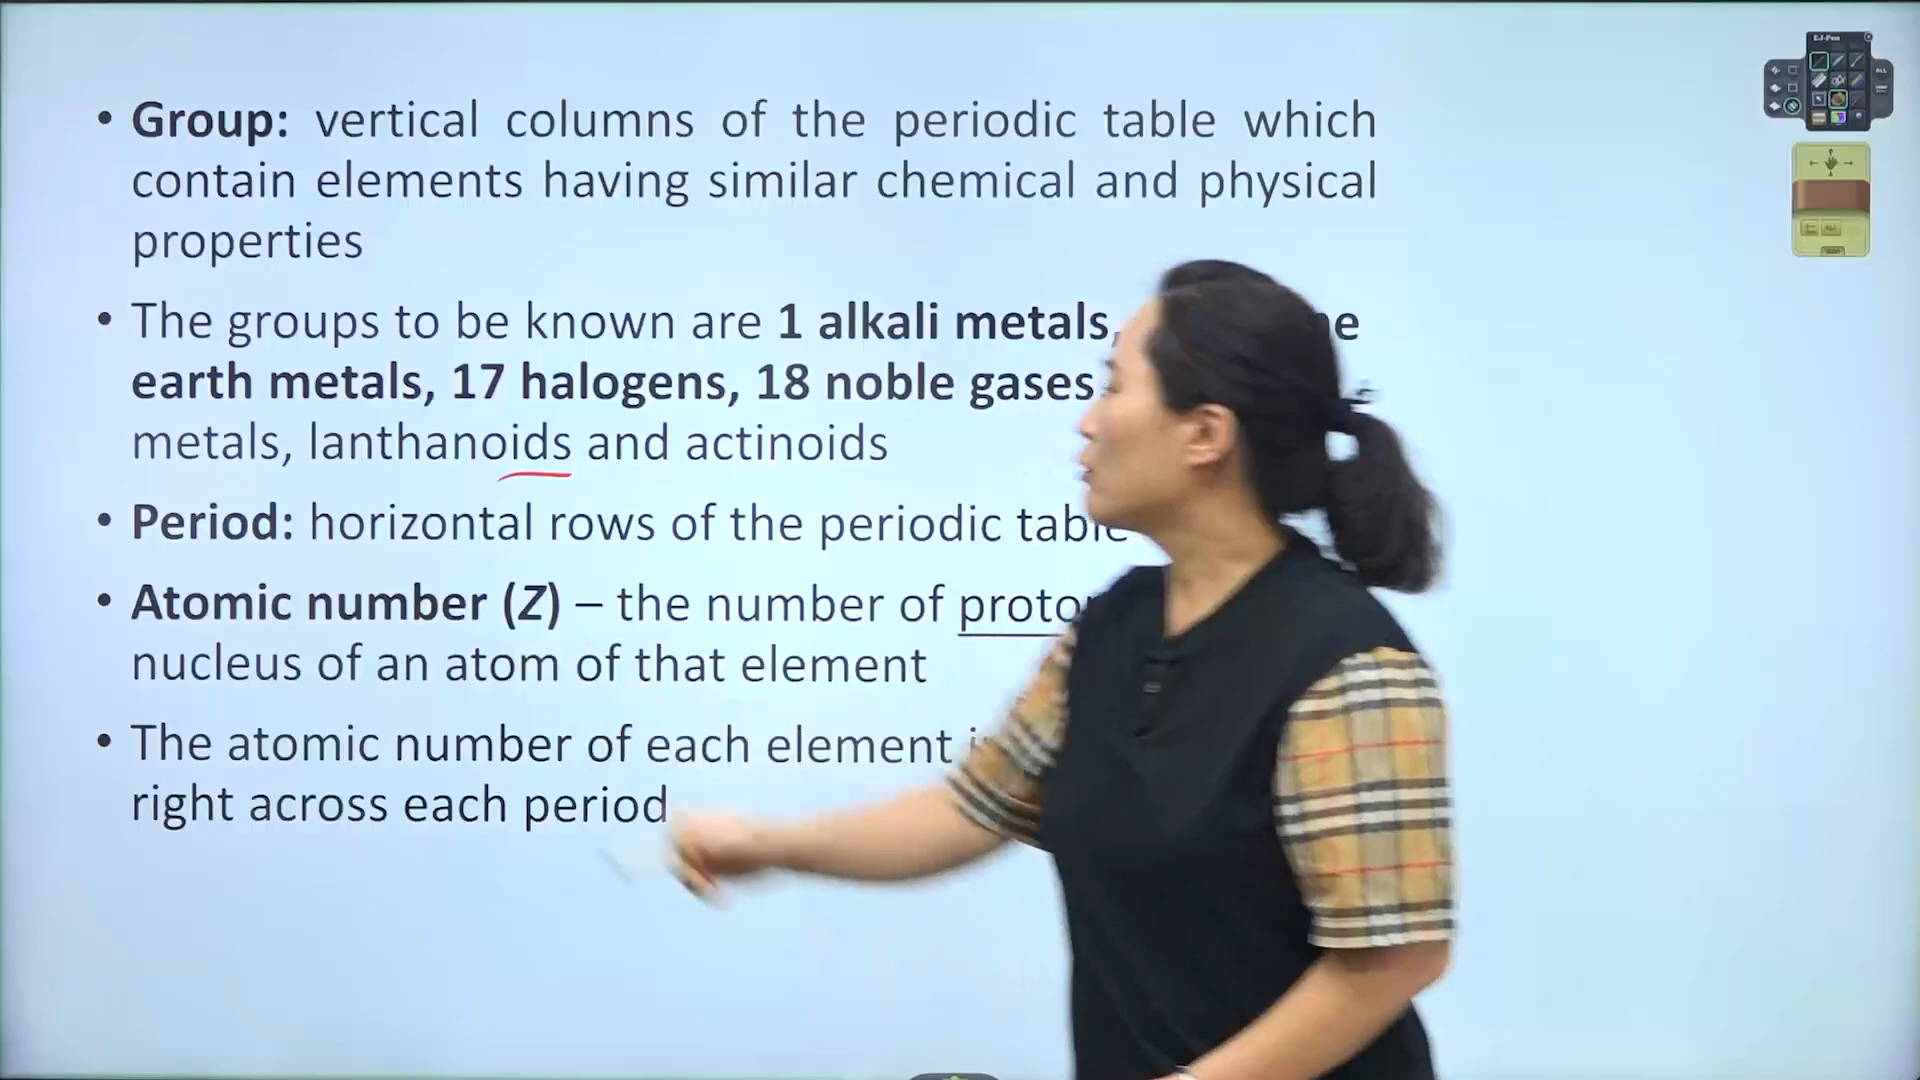 • Group: vertical columns of the periodic table which
contain elements having similar chemical and physical
properties
• The groups to be known are 1 alkali metals,
earth metals, 17 halogens, 18 noble gases
metals, lanthanoids and actinoids
• Period: horizontal rows of the periodic table
• Atomic number (Z) – the number of
nucleus of an atom of that element
• The atomic number of each element
right across each period